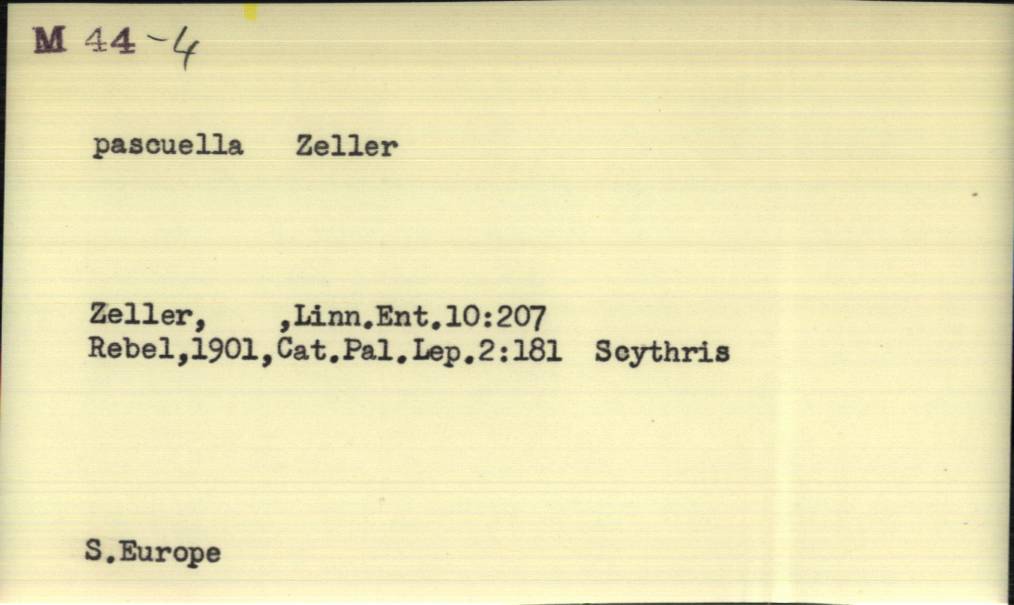 M 44-4
pascuella Zeller
Zeller, ,Linn.Ent.10:207
Rebel,1901,Cat.Pal.Lep.2:181 Scythris
S.Europe